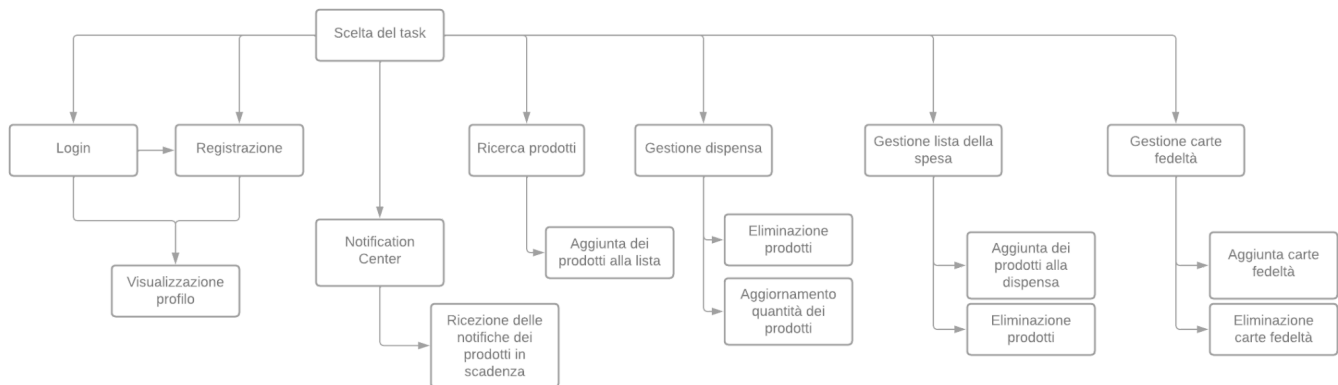 Scelta del task
Login
Registrazione
Ricerca prodotti
Gestione dispensa
Gestione lista della
spesa
Gestione carte
fedeltà
Visualizzazione
profilo
Notification
Center
Ricezione delle
notifiche dei
prodotti in
scadenza
Aggiunta dei
prodotti alla lista
Eliminazione
prodotti
Aggiornamento
quantità dei
prodotti
Aggiunta dei
prodotti alla
dispensa
Eliminazione
prodotti
Aggiunta carte
fedeltà
Eliminazione
carte fedeltà